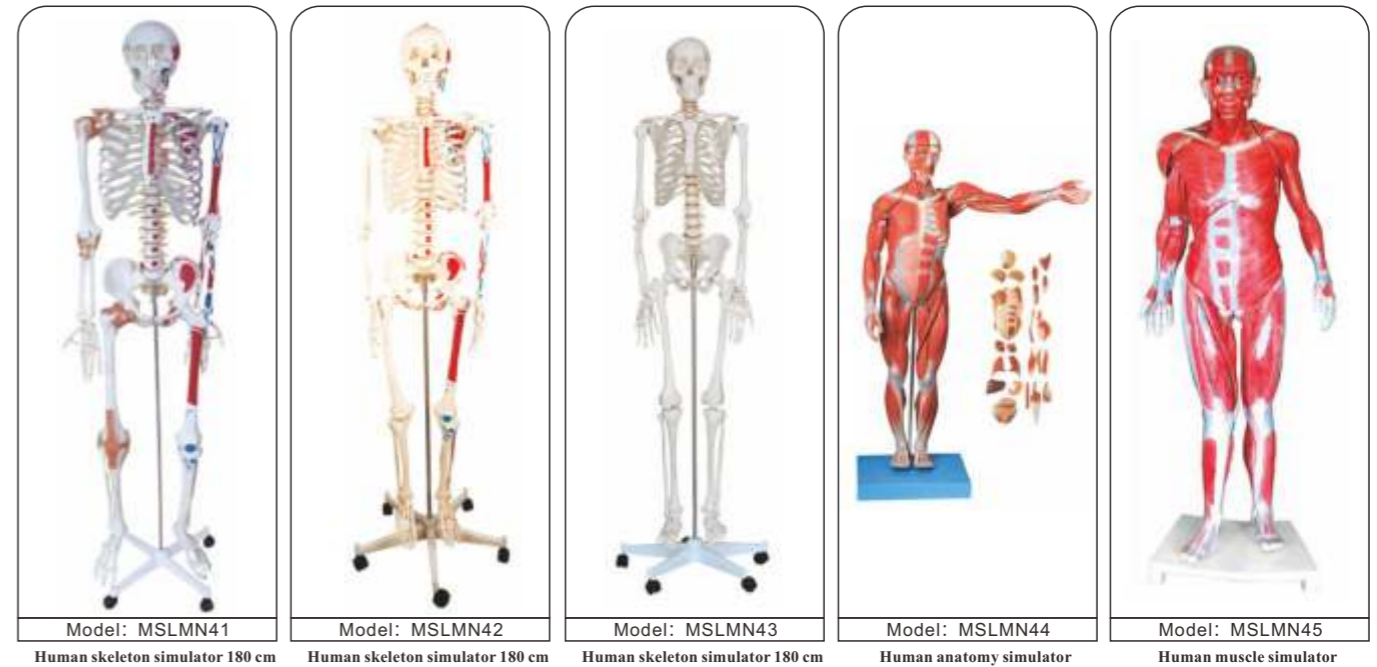 Model: MSLMN41
Model: MSLMN42
Model: MSLMN43
Model: MSLMN44
Model: MSLMN45
Human skeleton simulator 180 cm
Human skeleton simulator 180 cm
Human skeleton simulator 180 cm
Human anatomy simulator
Human muscle simulator